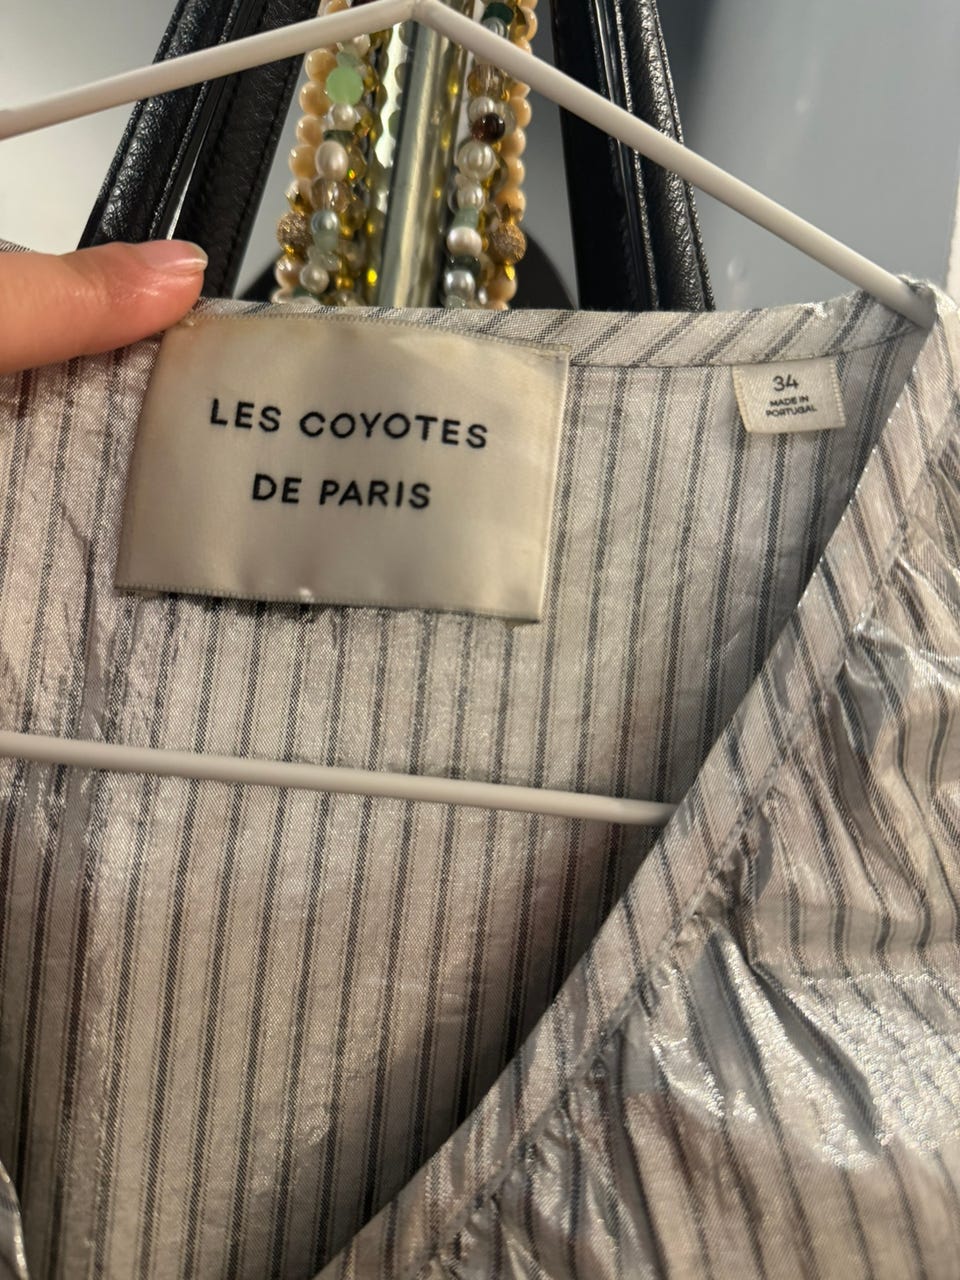 LES COYOTES
DE PARIS
34
MADE IN
PORTUGAL